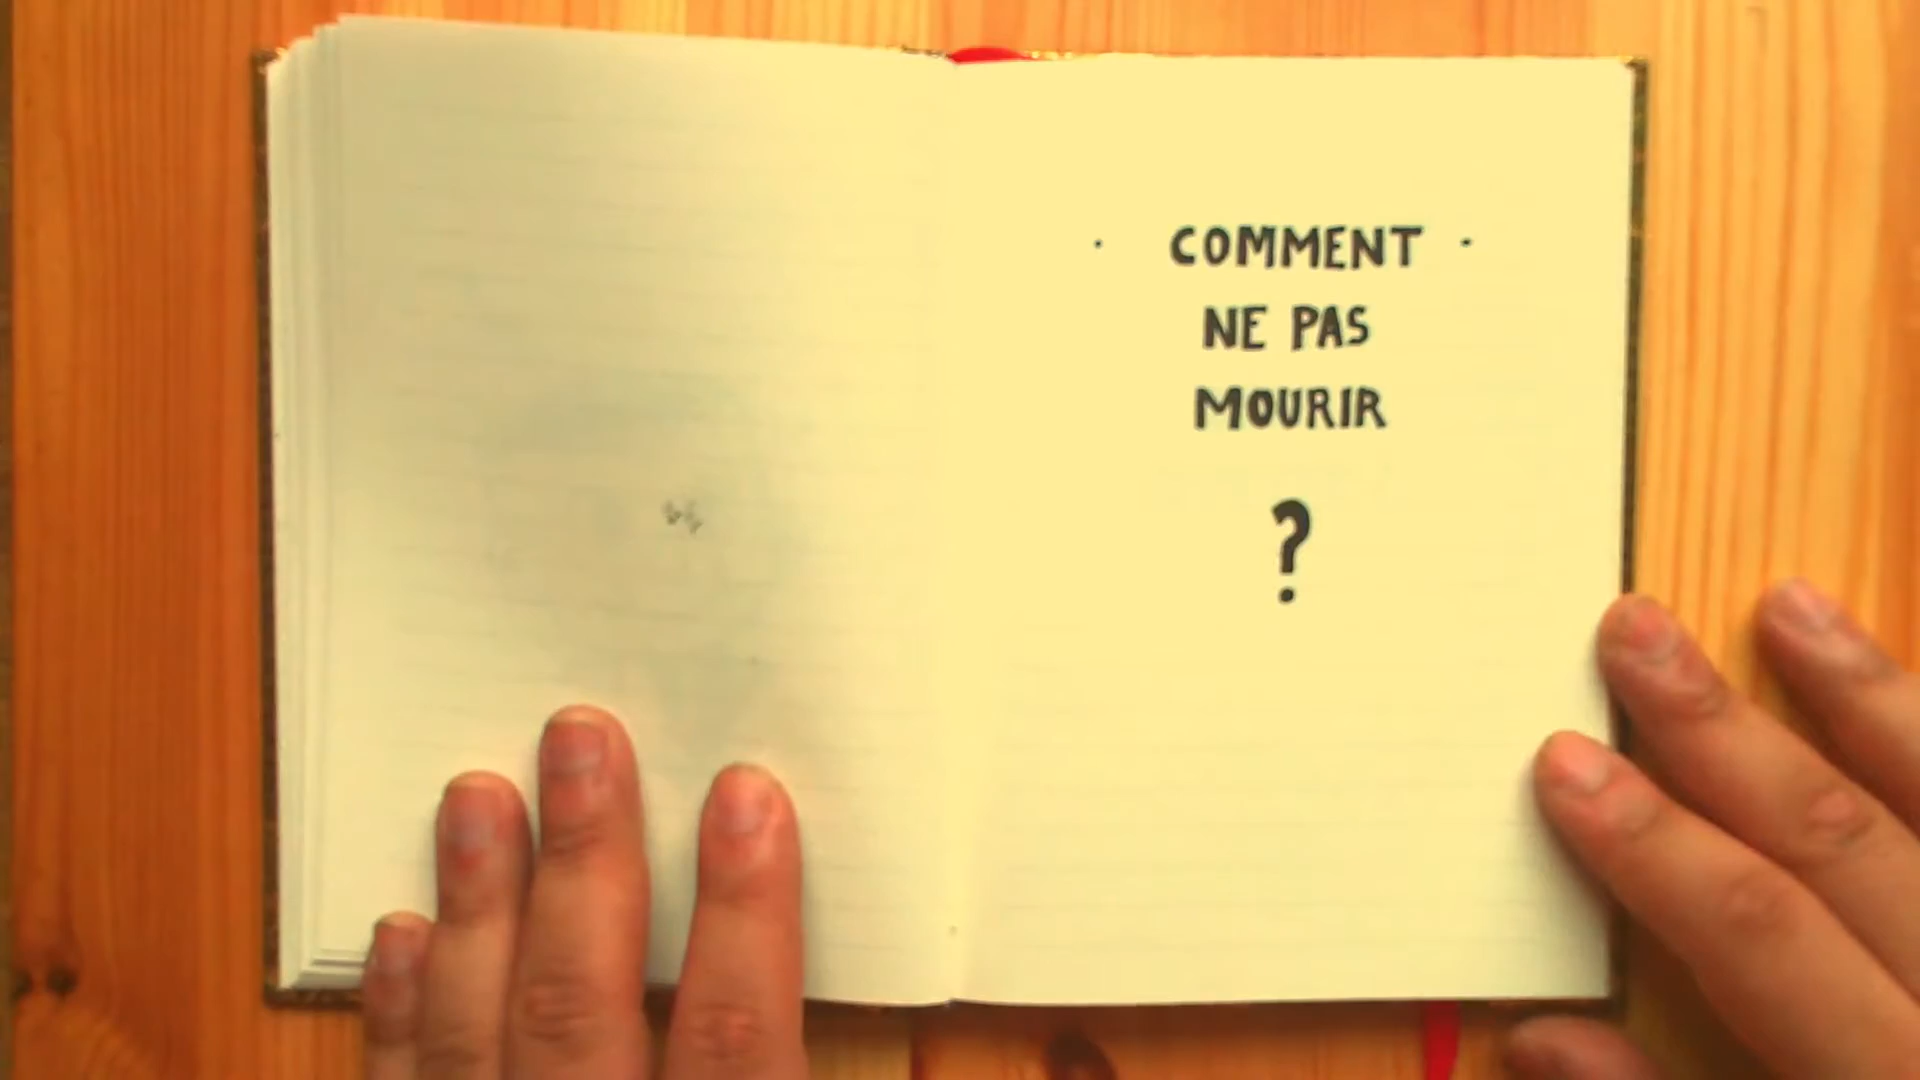 · COMMENT ·
NE PAS
MOURIR
?